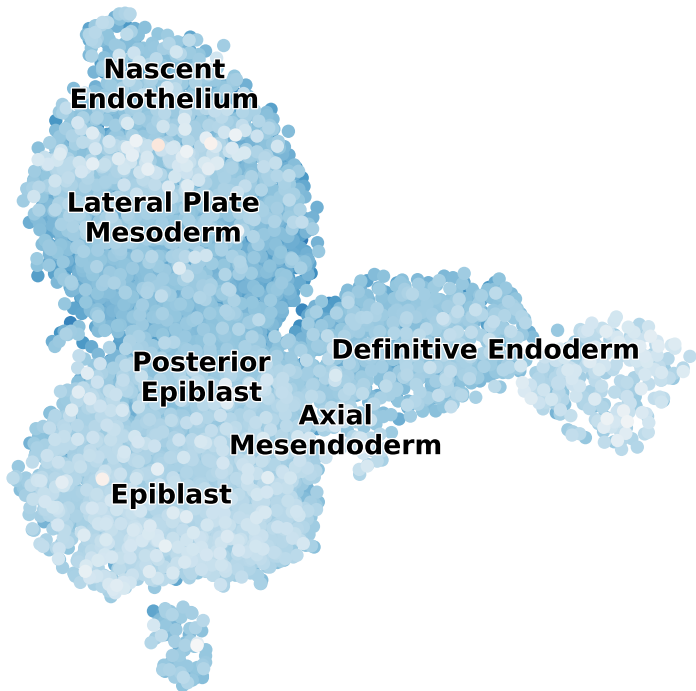 Nascent
Endothelium
Lateral Plate
Mesoderm
Definitive Endoderm
Posterior
Epiblast
Axial
Mesendoderm
Epiblast